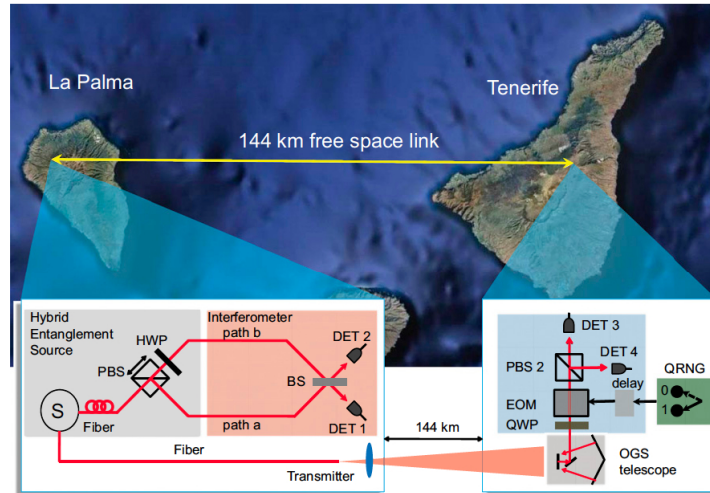 La Palma
Tenerife
144 km free space link
Hybrid
Entanglement
Source
HWP
PBS
S
Fiber
Interferometer
path b
DET 2
BS
path a
DET 1
Fiber
Transmitter
144 km
DET 3
PBS 2
DET 4
delay
QRNG
0
1
EOM
QWP
OGS
telescope